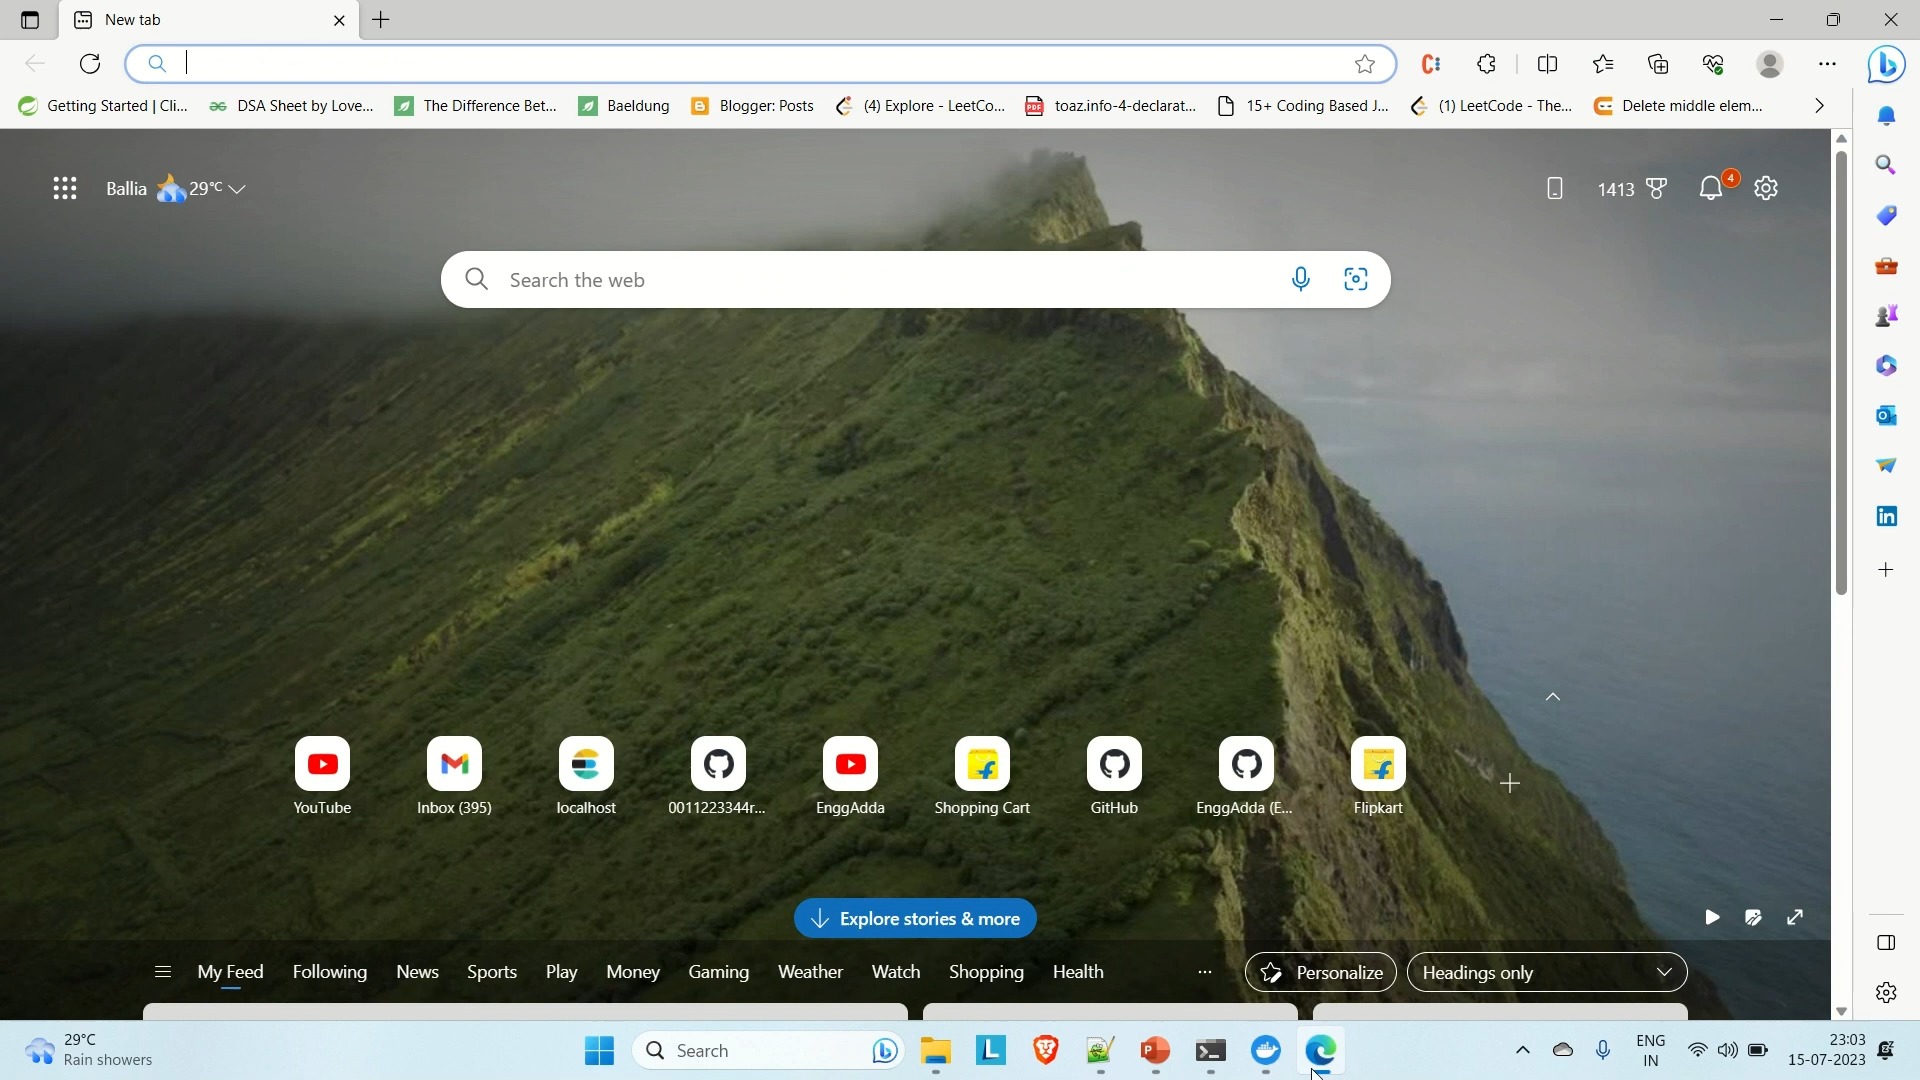 New tab
Getting Started | Cli...
DSA Sheet by Love...
The Difference Bet...
Baeldung
Blogger: Posts
(4) Explore - LeetCo...
toaz.info-4-declarat...
15+ Coding Based J...
(1) LeetCode - The...
Delete middle elem...
Ballia 29°C
1413
4
Search the web
YouTube
Inbox (395)
localhost
0011223344r...
EnggAdda
Shopping Cart
GitHub
EnggAdda (E...
Flipkart
Explore stories & more
My Feed
Following
News
Sports
Play
Money
Gaming
Weather
Watch
Shopping
Health
Personalize
Headings only
29°C
Rain showers
Search
ENG
IN
23:03
15-07-2023